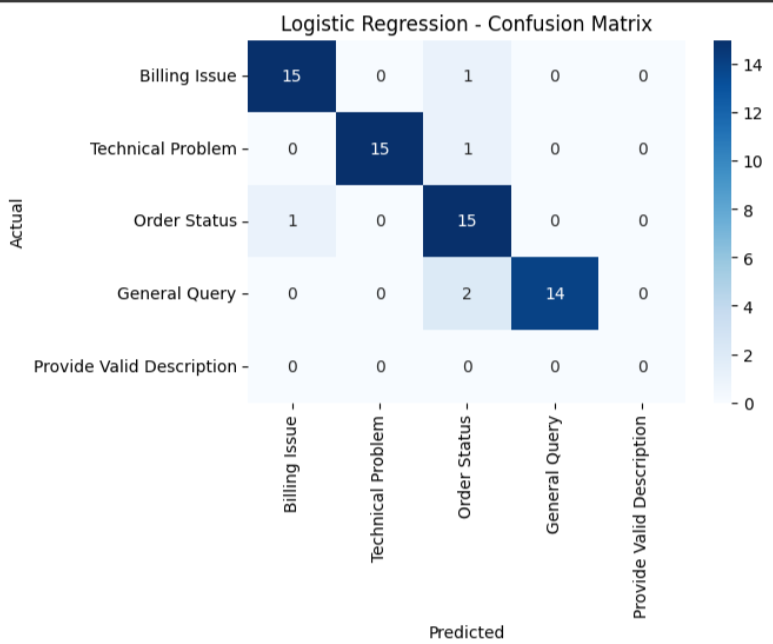 Logistic Regression - Confusion Matrix
Billing Issue 15 0 1 0 0
Technical Problem 0 15 1 0 0
Order Status 1 0 15 0 0
General Query 0 0 2 14 0
Provide Valid Description 0 0 0 0 0
Actual
Billing Issue
Technical Problem
Order Status
General Query
Provide Valid Description
Predicted
14
12
10
8
6
4
2
0